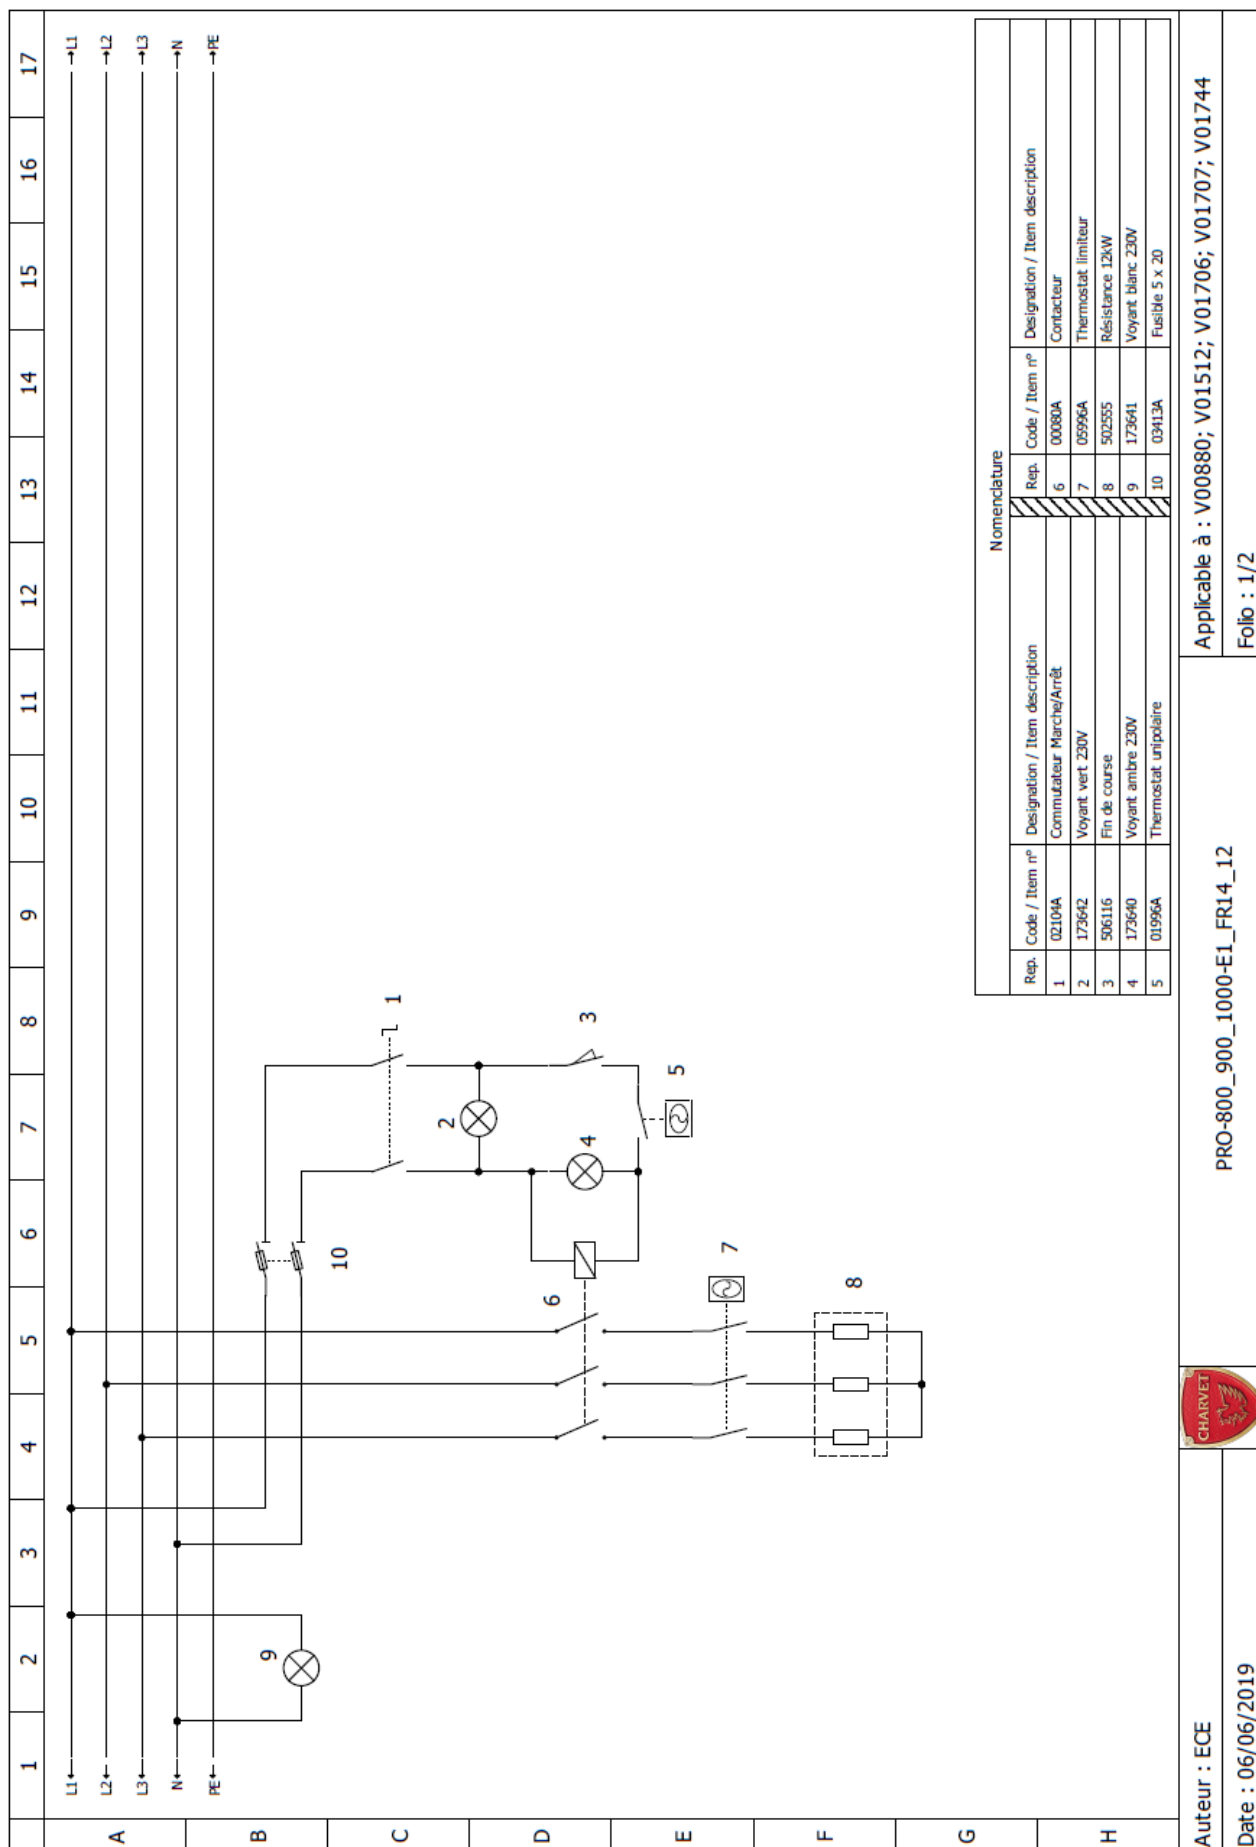 1 2 3 4 5 6 7 8 9 10 11 12 13 14 15 16 17
A
B
C
D
E
F
G
H
L1 L1
L2 L2
L3 L3
N N
PE PE
9
10
1
2
3
4
5
6
7
8
Nomenclature
Rep. Code / Item n° Designation / Item description Rep. Code / Item n° Designation / Item description
1 02104A Commutateur Marche/Arrêt 6 00080A Contacteur
2 173642 Voyant vert 230V 7 05996A Thermostat limiteur
3 506116 Fin de course 8 502555 Résistance 12kW
4 173640 Voyant ambre 230V 9 173641 Voyant blanc 230V
5 01996A Thermostat unipolaire 10 03413A Fusible 5 x 20
Auteur : ECE
Date : 06/06/2019
CHARVET
PRO-800_900_1000-E1_FR14_12
Applicable à : V00880; V01512; V01706; V01707; V01744
Folio : 1/2